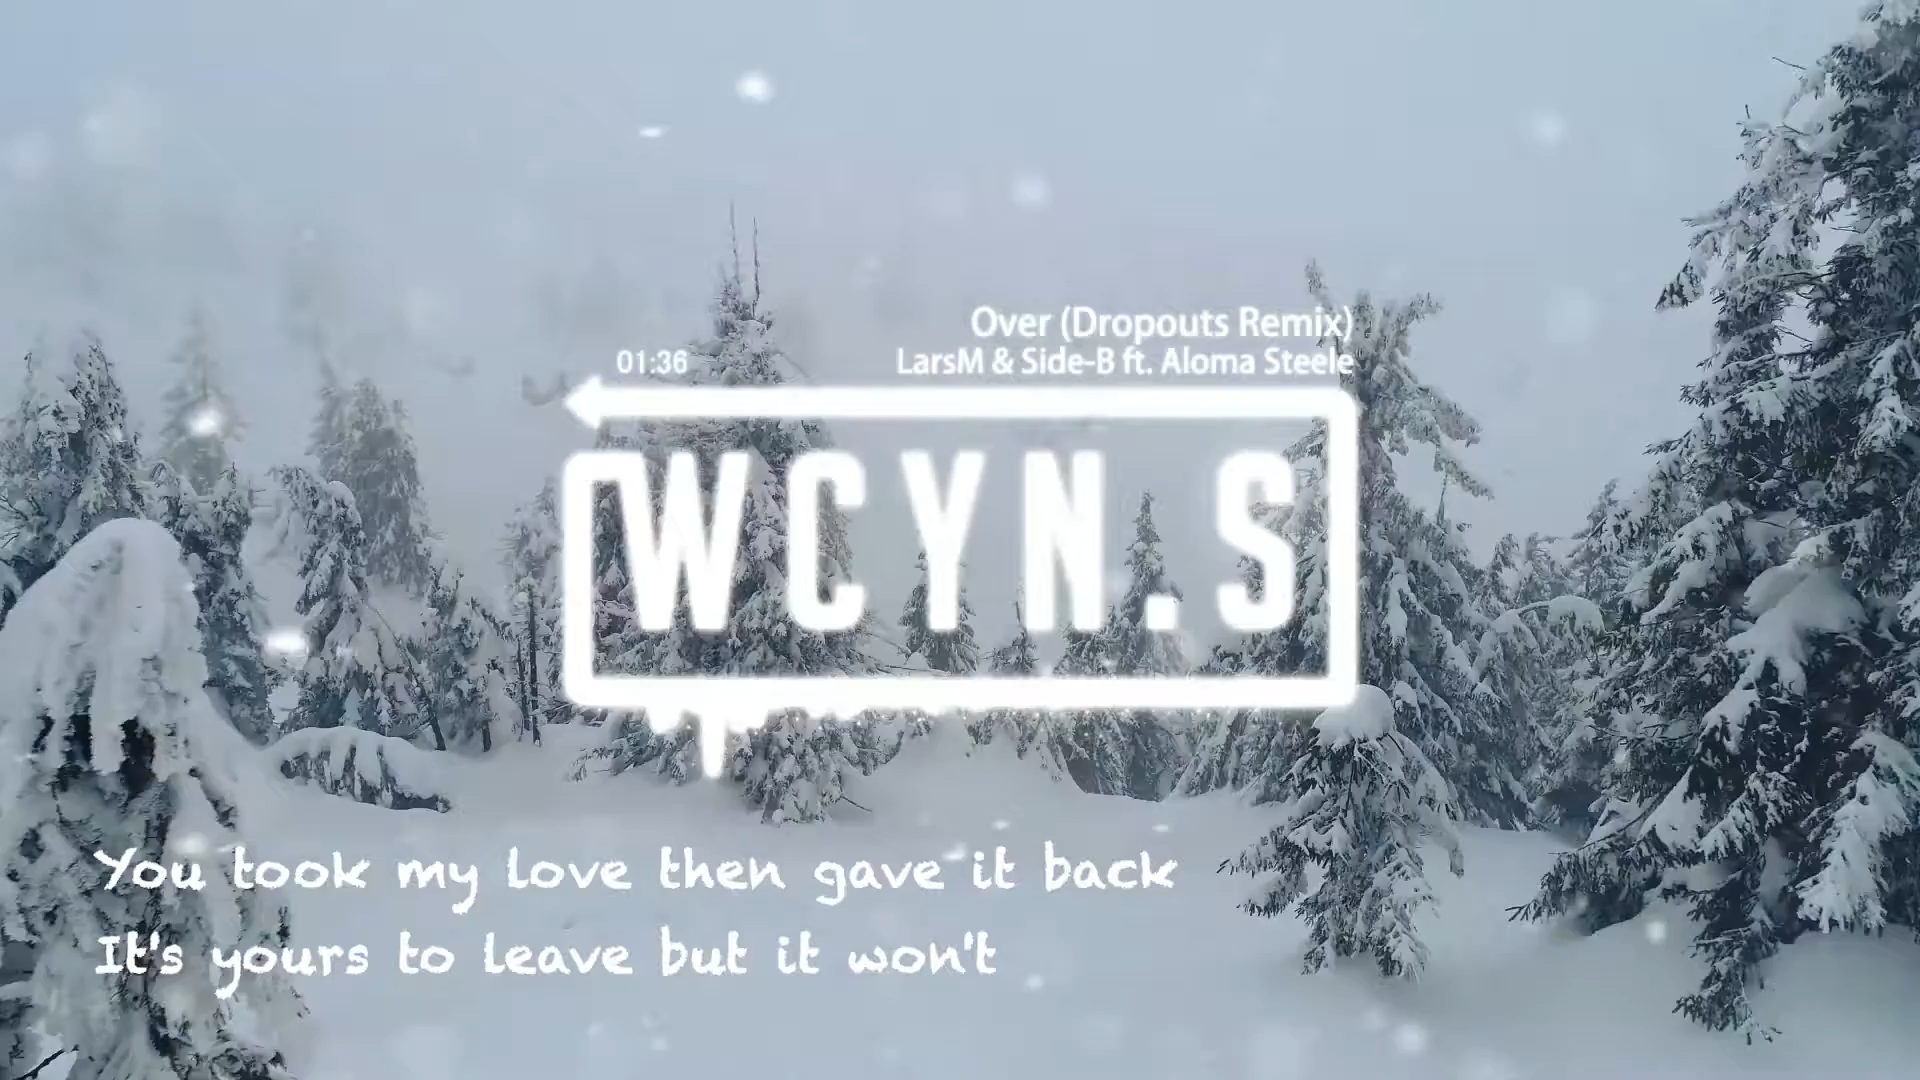 Over (Dropouts Remix)
01:36
LarsM & Side-B ft. Aloma Steele
WCYN.S
You took my love then gave it back
It's yours to leave but it won't